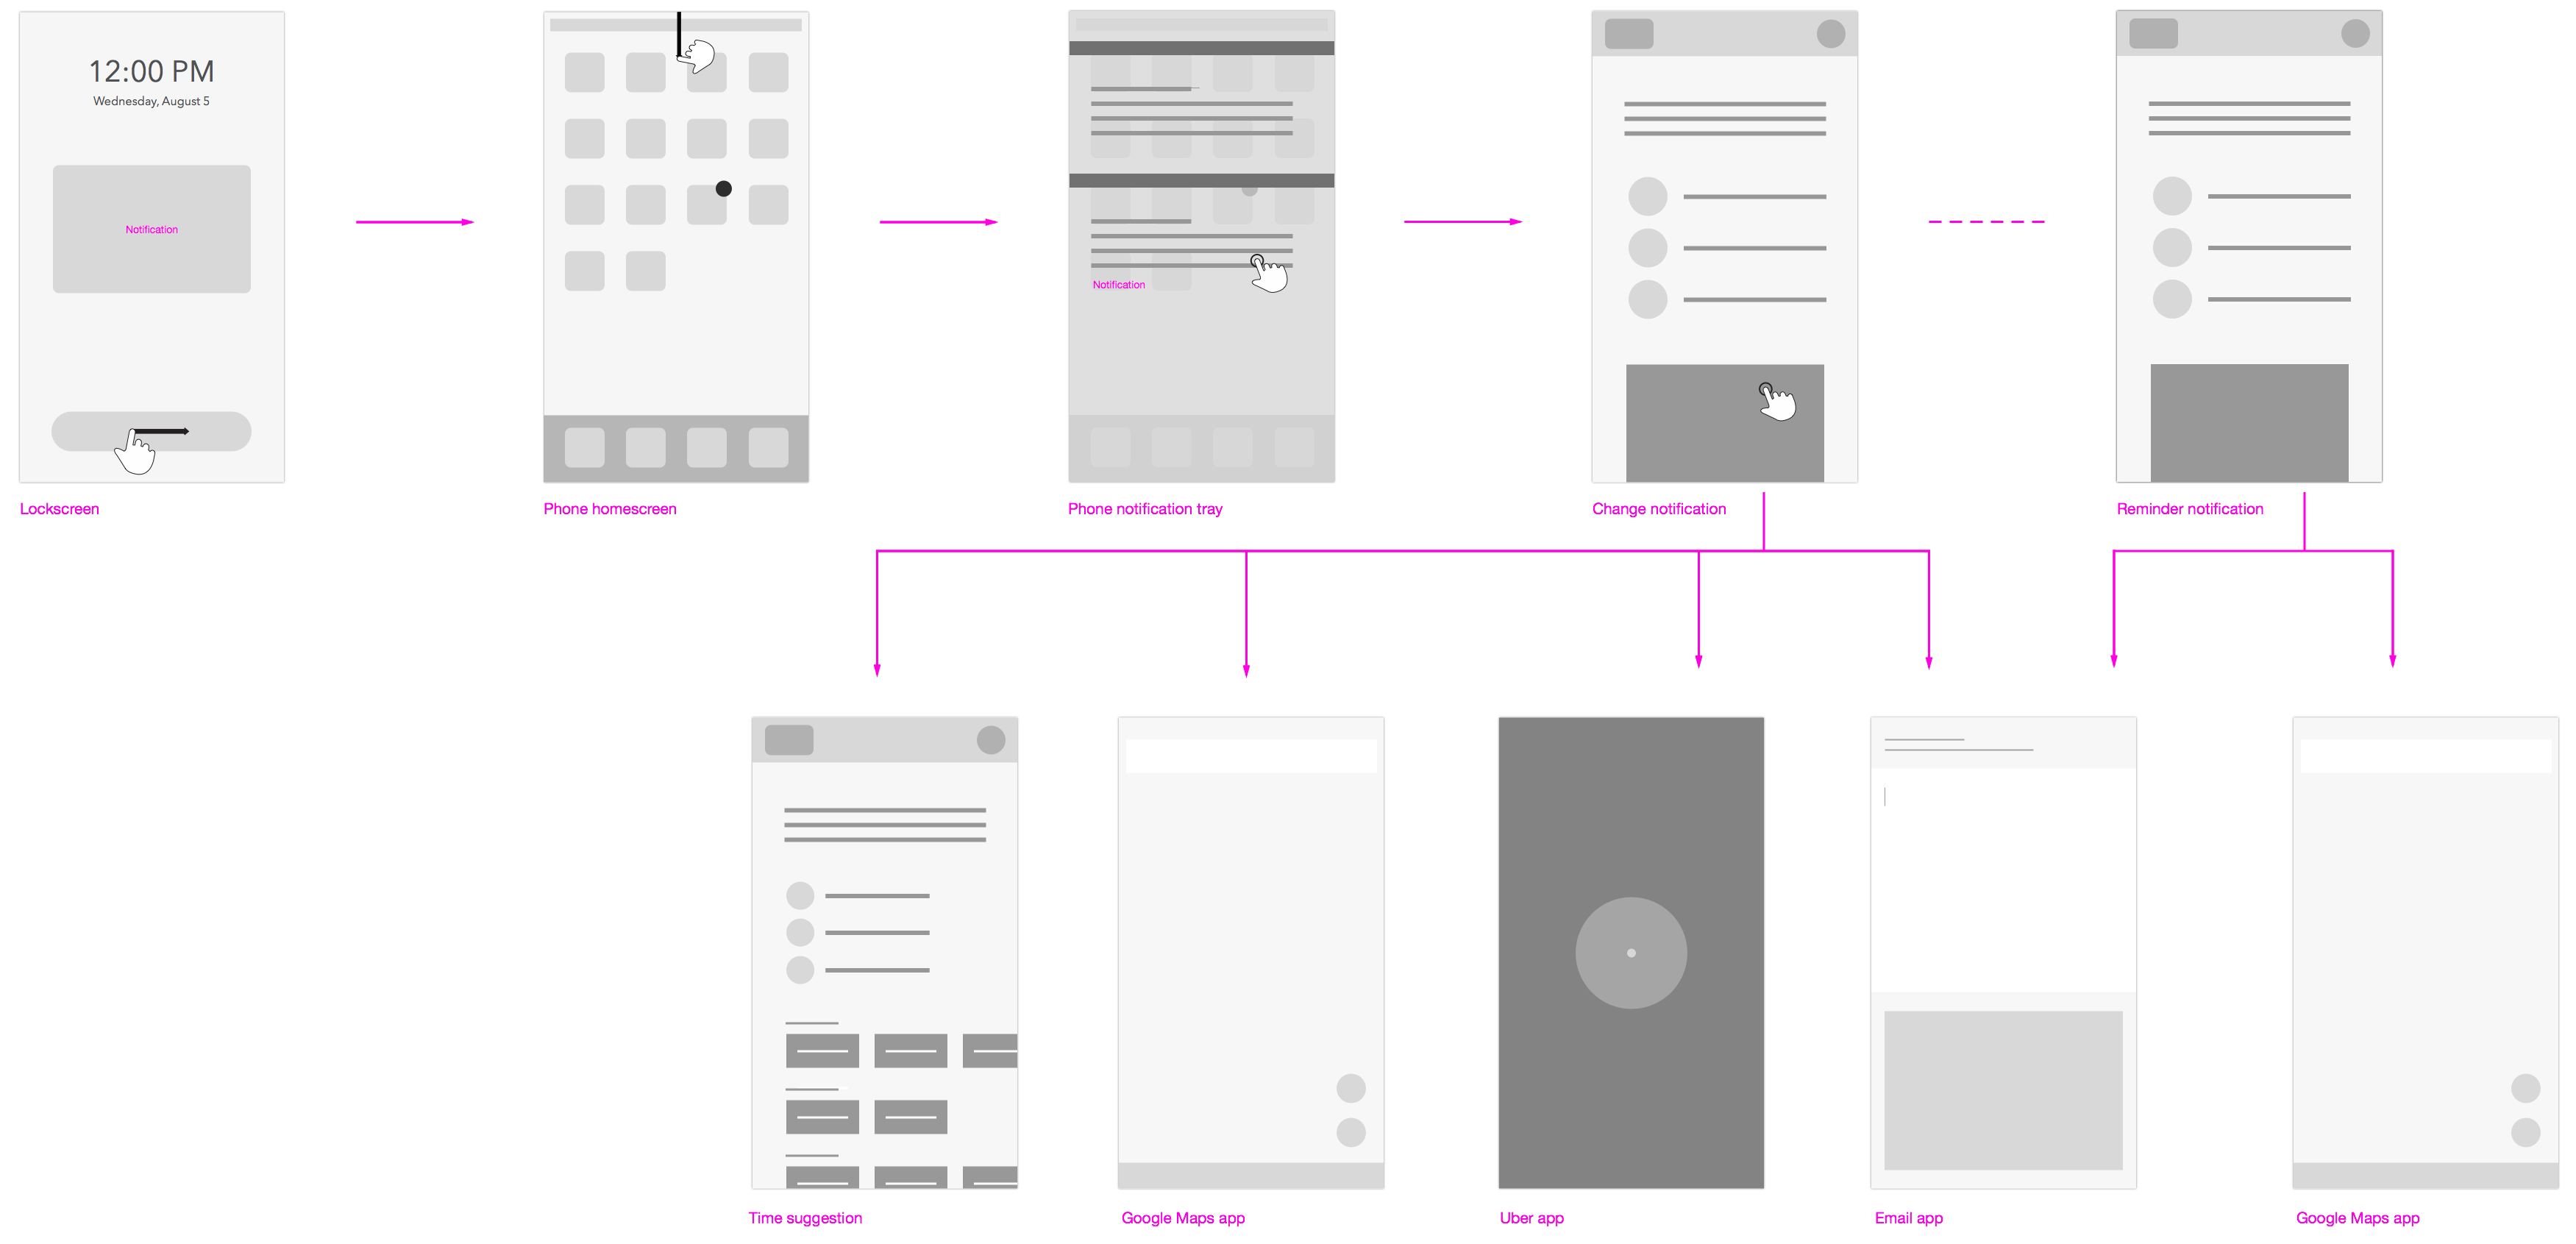 12:00 PM
Wednesday, August 5
Notification
Notification
Lockscreen
Phone homescreen
Phone notification tray
Change notification
Reminder notification
Time suggestion
Google Maps app
Uber app
Email app
Google Maps app